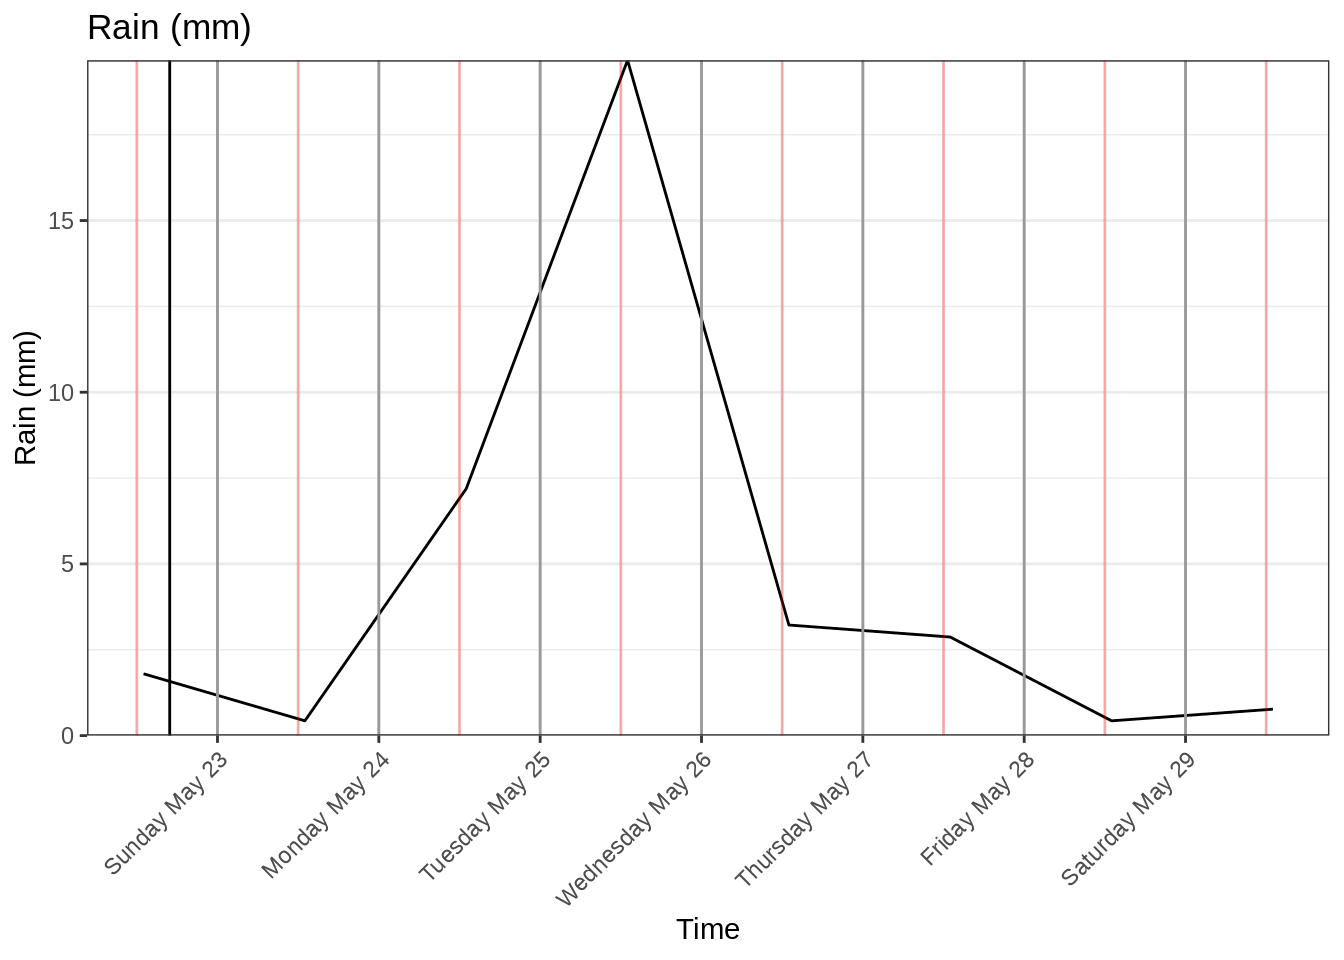 Rain (mm)
Rain (mm)
15
10
5
0
Sunday May 23
Monday May 24
Tuesday May 25
Wednesday May 26
Thursday May 27
Friday May 28
Saturday May 29
Time